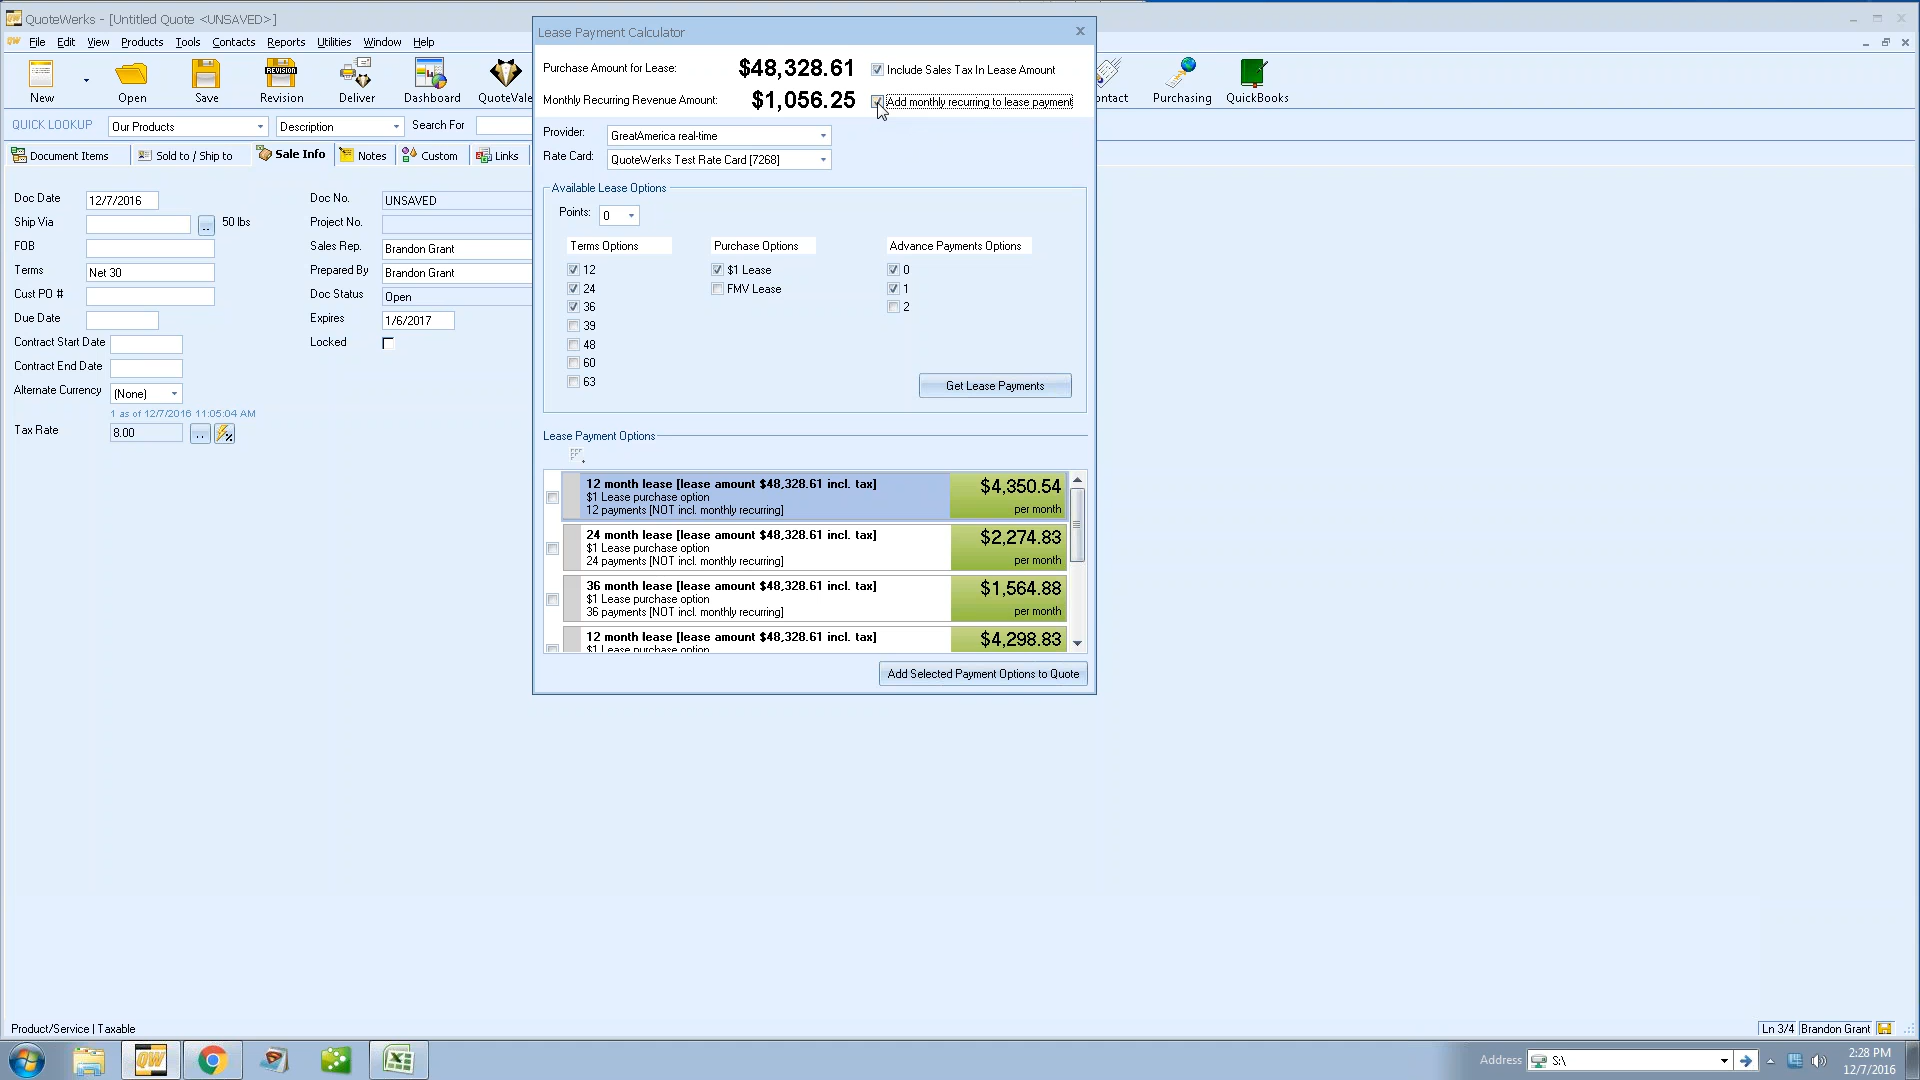 QuoteWerks - [Untitled Quote <UNSAVED>]
File Edit View Products Tools Contacts Reports Utilities Window Help
New Open Save Revision Deliver Dashboard QuoteVale Purchasing QuickBooks
REVISION
QUICK LOOKUP Our Products Description Search For
Document Items Sold to / Ship to Sale Info Notes Custom Links
Doc Date 12/7/2016
Ship Via .. 50 lbs
FOB
Terms Net 30
Cust PO #
Due Date
Contract Start Date
Contract End Date
Alternate Currency (None)
1 as of 12/7/2016 11:05:04 AM
Tax Rate 8.00 ..
Doc No. UNSAVED
Project No.
Sales Rep. Brandon Grant
Prepared By Brandon Grant
Doc Status Open
Expires 1/6/2017
Locked
Lease Payment Calculator
Purchase Amount for Lease: $48,328.61 Include Sales Tax In Lease Amount
Monthly Recurring Revenue Amount: $1,056.25 Add monthly recurring to lease payment
Provider: GreatAmerica real-time
Rate Card: QuoteWerks Test Rate Card [7268]
Available Lease Options
Points: 0
Terms Options Purchase Options Advance Payments Options
12 $1 Lease 0
24 FMV Lease 1
36 2
39
48
60
63
Get Lease Payments
Lease Payment Options
12 month lease [lease amount $48,328.61 incl. tax] $4,350.54
$1 Lease purchase option
12 payments [NOT incl. monthly recurring] per month
24 month lease [lease amount $48,328.61 incl. tax] $2,274.83
$1 Lease purchase option
24 payments [NOT incl. monthly recurring] per month
36 month lease [lease amount $48,328.61 incl. tax] $1,564.88
$1 Lease purchase option
36 payments [NOT incl. monthly recurring] per month
12 month lease [lease amount $48,328.61 incl. tax] $4,298.83
$1 Lease purchase option
Add Selected Payment Options to Quote
Product/Service | Taxable
Ln 3/4 Brandon Grant
QW
Address S:\
2:28 PM
12/7/2016